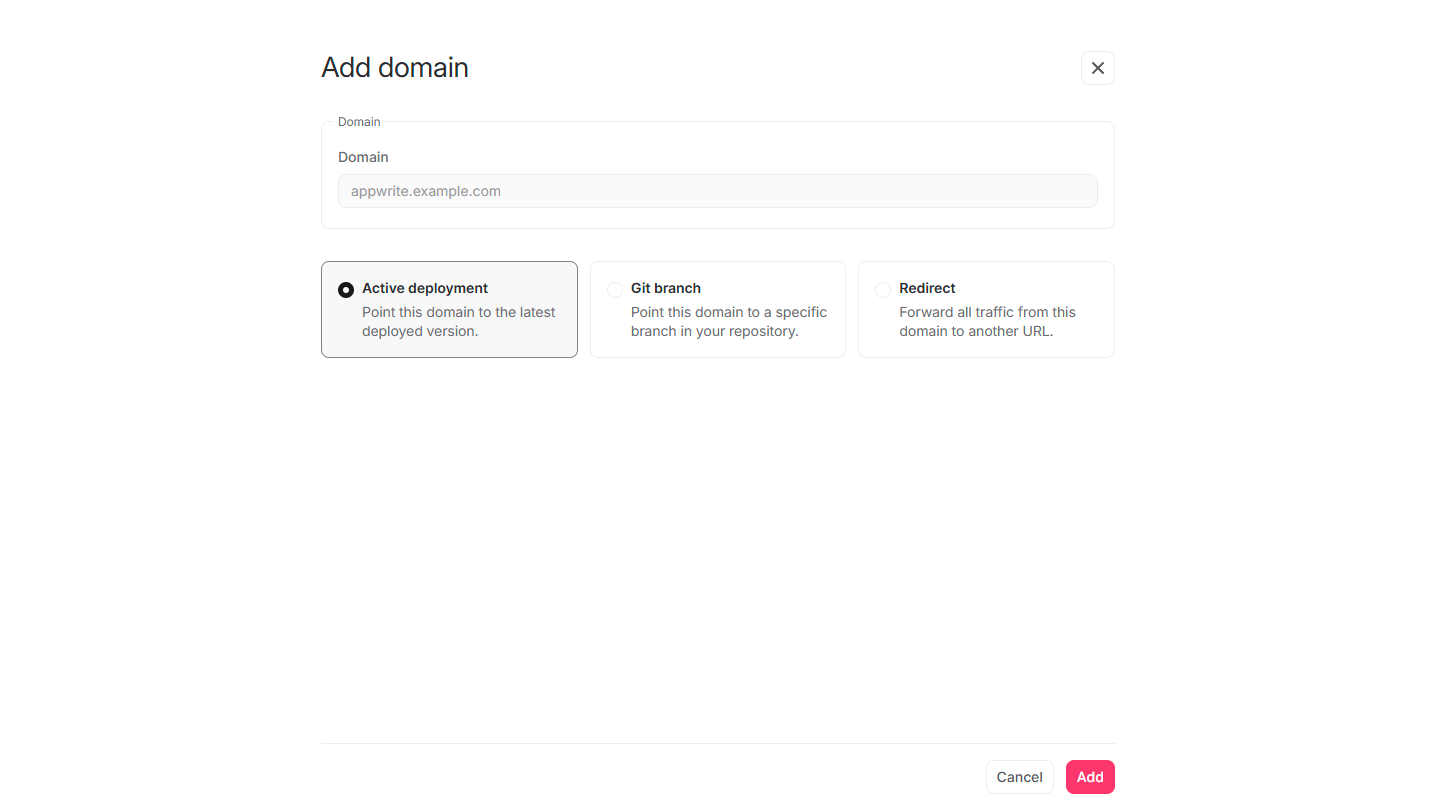 Add domain
Domain
Domain
appwrite.example.com
Active deployment
Point this domain to the latest
deployed version.
Git branch
Point this domain to a specific
branch in your repository.
Redirect
Forward all traffic from this
domain to another URL.
Cancel
Add